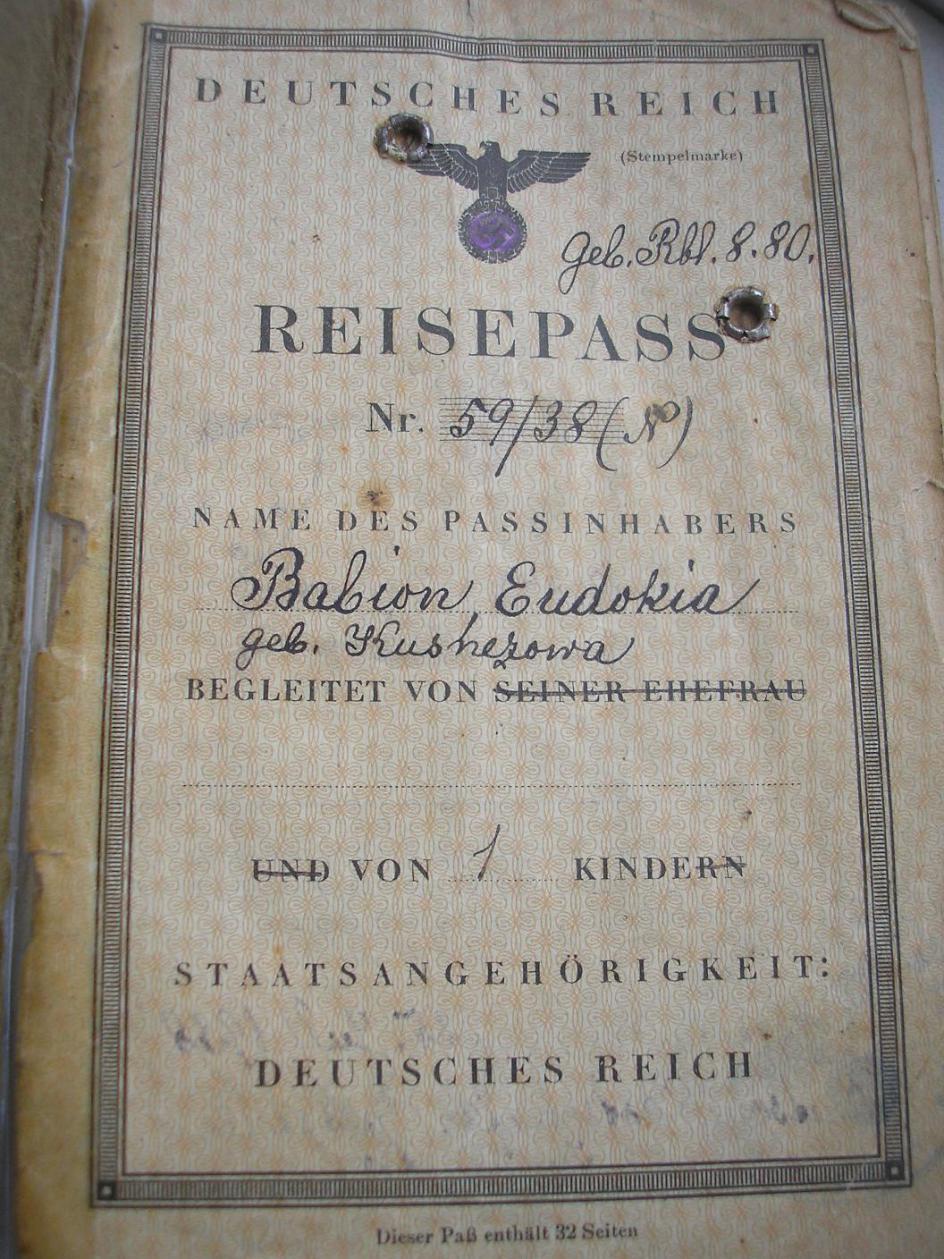 DEUTSCHES REICH
(Stempelmarke)
geb. Rbl. 8.80.
REISEPASS
Nr. 59/38 (N)
NAME DES PASSINHABERS
Babion, Eudokia
geb. Kushezowa
BEGLEITET VON SEINER EHEFRAU
UND VON 1 KINDERN
STAATSANGEHÖRIGKEIT:
DEUTSCHES REICH
Dieser Paß enthält 32 Seiten